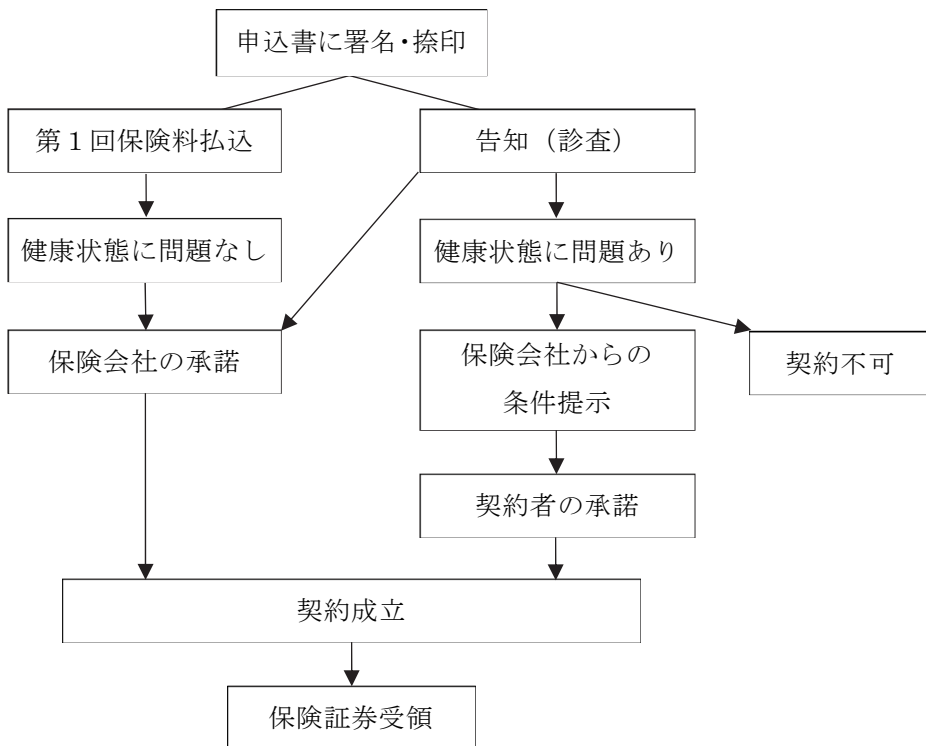 申込書に署名・捺印
第１回保険料払込
告知（診査）
健康状態に問題なし
健康状態に問題あり
保険会社の承諾
保険会社からの
条件提示
契約不可
契約者の承諾
契約成立
保険証券受領